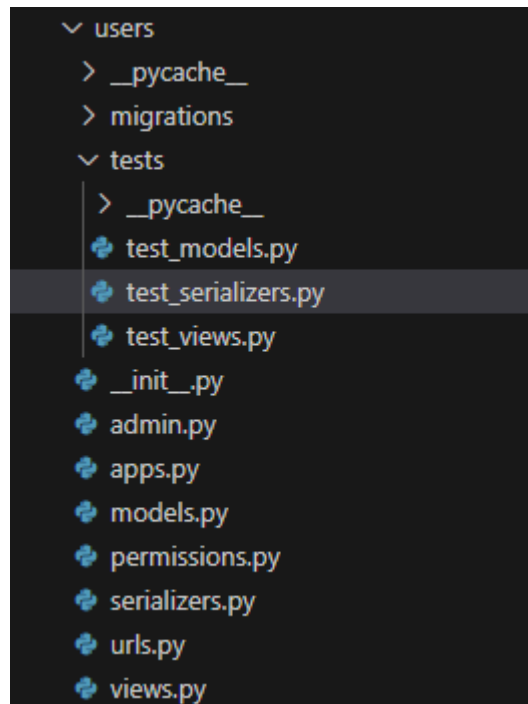 users
__pycache__
migrations
tests
__pycache__
test_models.py
test_serializers.py
test_views.py
__init__.py
admin.py
apps.py
models.py
permissions.py
serializers.py
urls.py
views.py